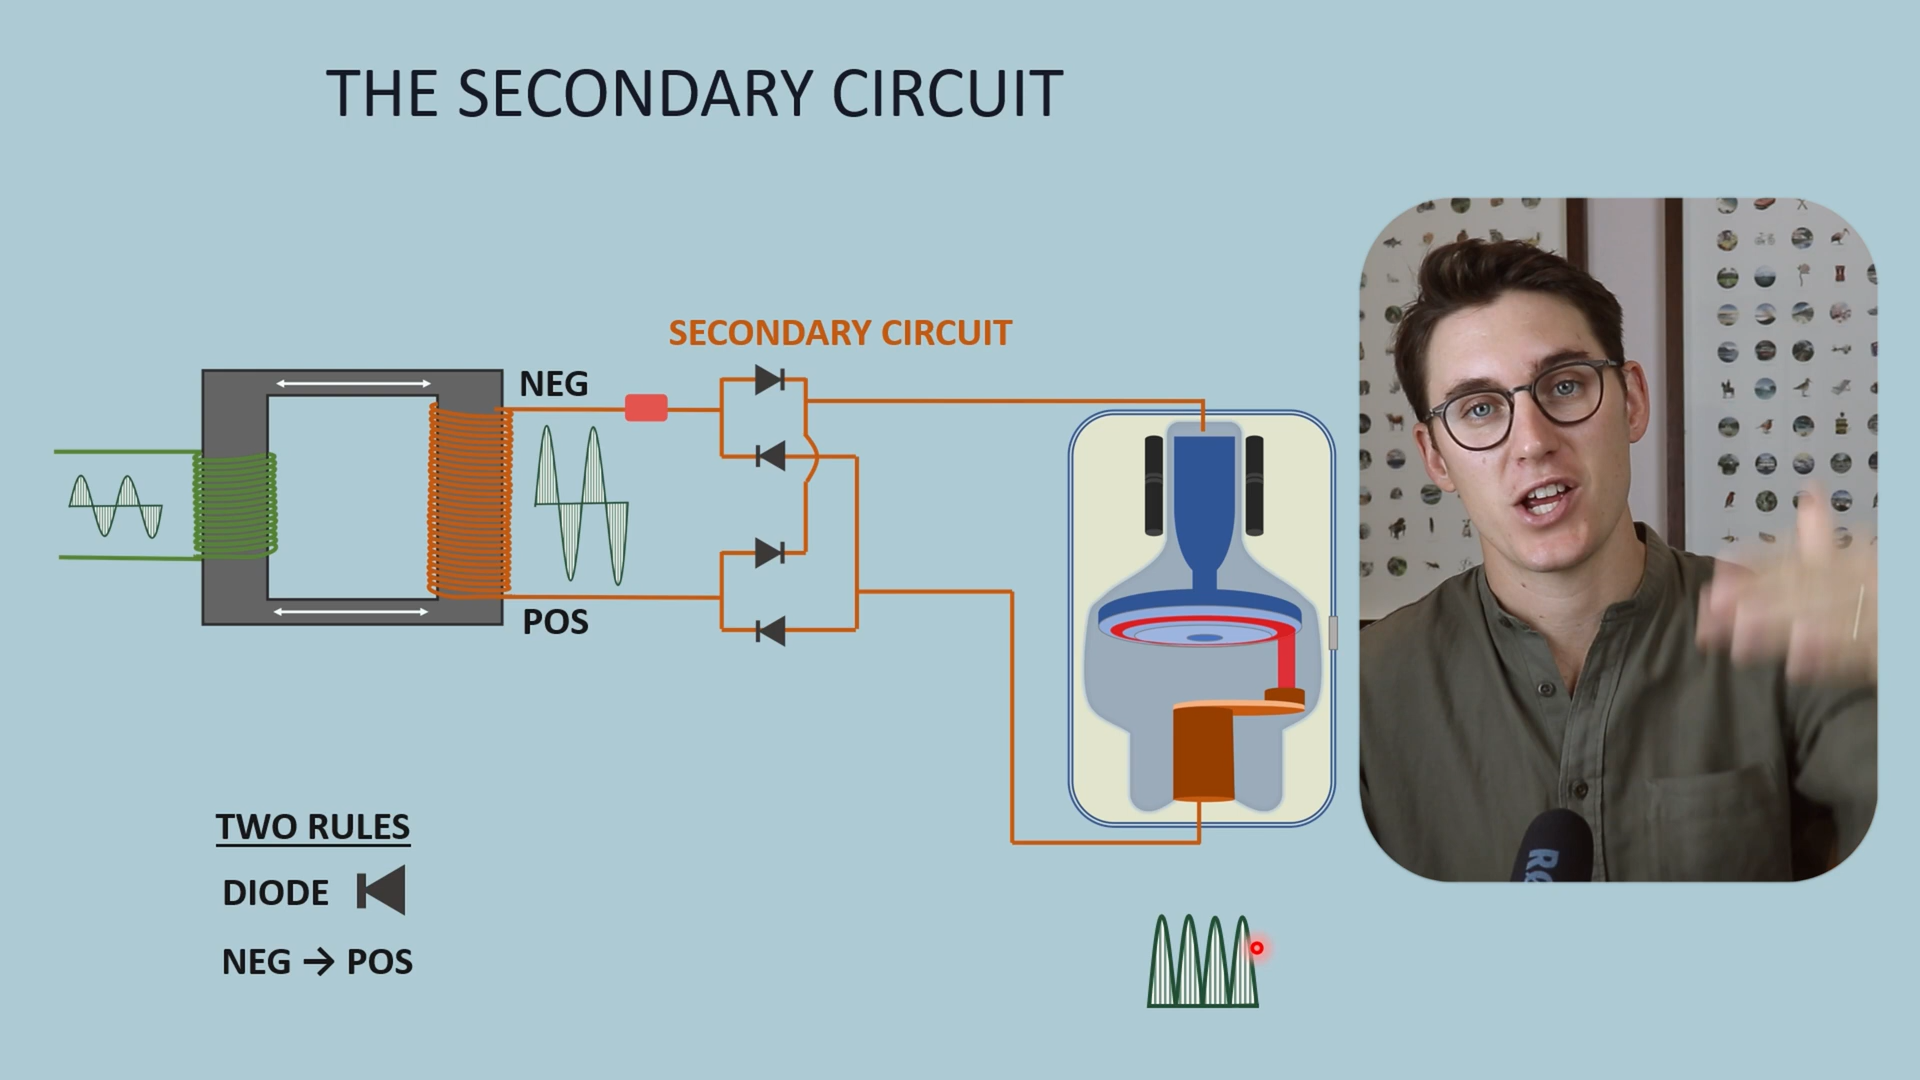 THE SECONDARY CIRCUIT
SECONDARY CIRCUIT
NEG
POS
TWO RULES
DIODE
NEG → POS